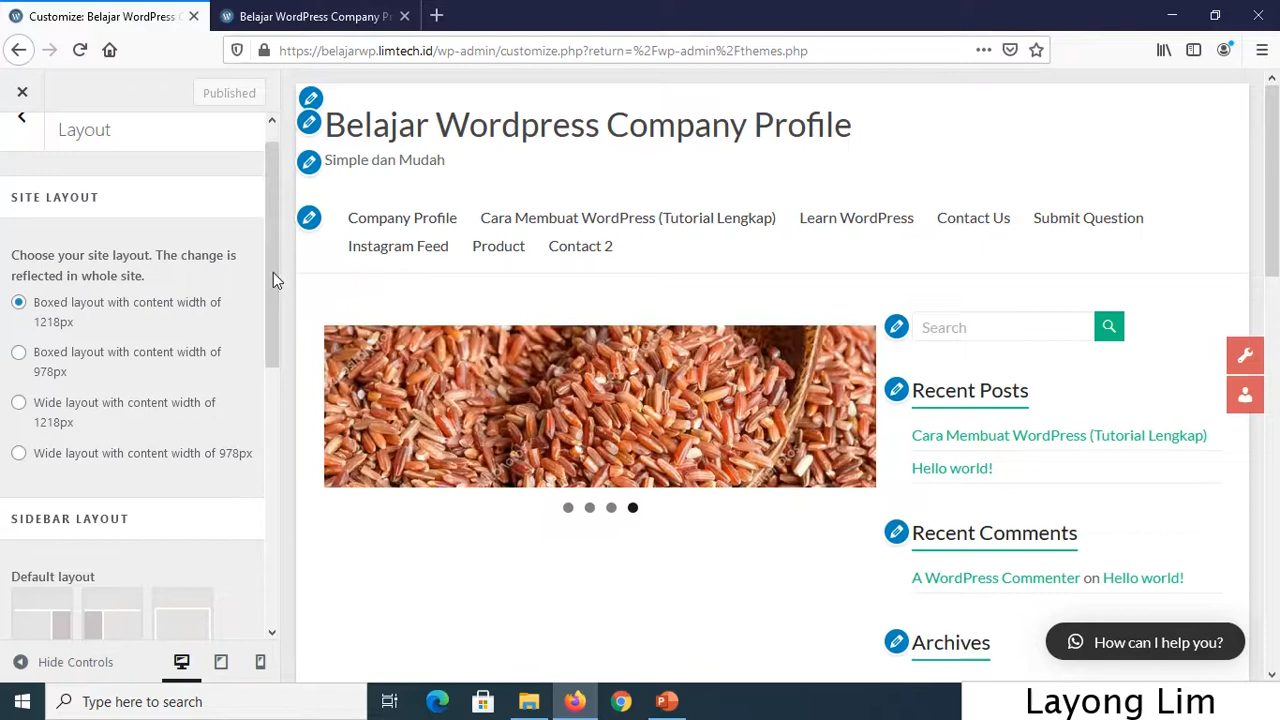 Customize: Belajar WordPress C
Belajar WordPress Company Pr
https://belajarwp.limtech.id/wp-admin/customize.php?return=%2Fwp-admin%2Fthemes.php
Published
Layout
SITE LAYOUT
Choose your site layout. The change is
reflected in whole site.
Boxed layout with content width of
1218px
Boxed layout with content width of
978px
Wide layout with content width of
1218px
Wide layout with content width of 978px
SIDEBAR LAYOUT
Default layout
Hide Controls
Belajar Wordpress Company Profile
Simple dan Mudah
Company Profile Cara Membuat WordPress (Tutorial Lengkap) Learn WordPress Contact Us Submit Question
Instagram Feed Product Contact 2
Search
Recent Posts
Cara Membuat WordPress (Tutorial Lengkap)
Hello world!
Recent Comments
A WordPress Commenter on Hello world!
Archives
How can I help you?
Type here to search
Layong Lim